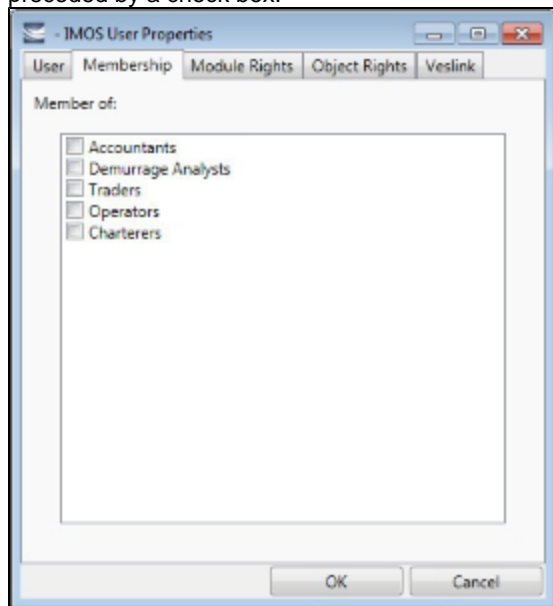 preceded by a check box.
- IMOS User Properties
User Membership Module Rights Object Rights Veslink
Member of:
Accountants
Demurrage Analysts
Traders
Operators
Charterers
OK Cancel